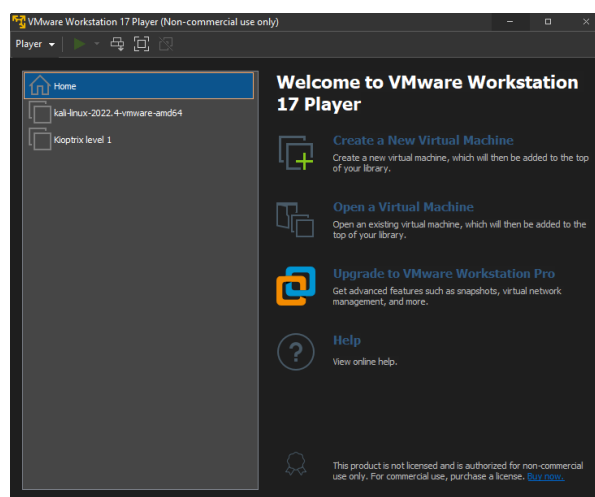 VMware Workstation 17 Player (Non-commercial use only)
Player
Home
kali-linux-2022.4-vmware-amd64
Kioptrix level 1
Welcome to VMware Workstation
17 Player
Create a New Virtual Machine
Create a new virtual machine, which will then be added to the top
of your library.
Open a Virtual Machine
Open an existing virtual machine, which will then be added to the
top of your library.
Upgrade to VMware Workstation Pro
Get advanced features such as snapshots, virtual network
management, and more.
Help
View online help.
This product is not licensed and is authorized for non-commercial
use only. For commercial use, purchase a license. Buy now.